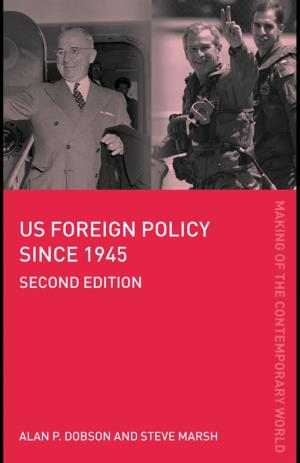 US FOREIGN POLICY
SINCE 1945
SECOND EDITION
MAKING OF THE CONTEMPORARY WORLD
ALAN P. DOBSON AND STEVE MARSH